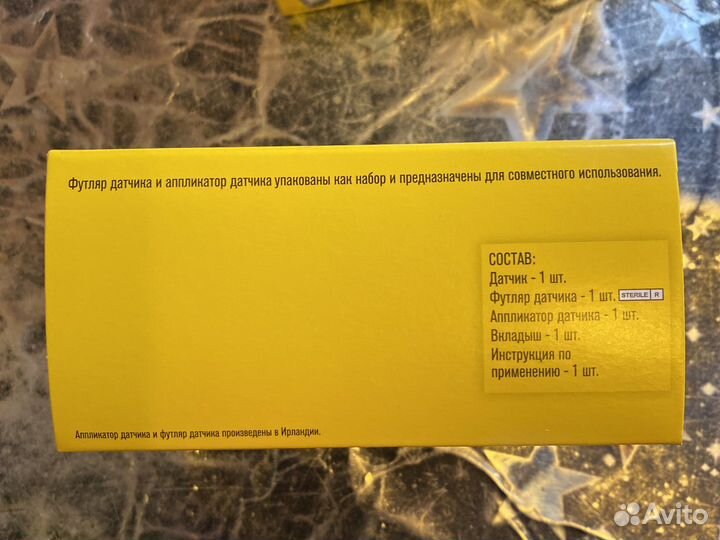 Футляр датчика и аппликатор датчика упакованы как набор и предназначены для совместного использования.
СОСТАВ:
Датчик - 1 шт.
Футляр датчика - 1 шт. STERILE R
Аппликатор датчика - 1 шт.
Вкладыш - 1 шт.
Инструкция по
применению - 1 шт.
Аппликатор датчика и футляр датчика произведены в Ирландии.
Avito